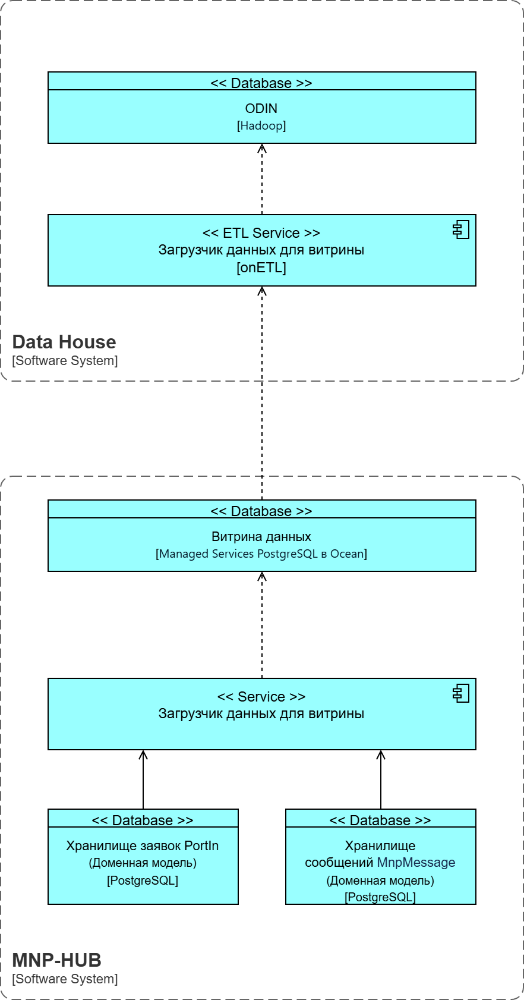 << Database >>
ODIN
[Hadoop]
<< ETL Service >>
Загрузчик данных для витрины
[onETL]
Data House
[Software System]
<< Database >>
Витрина данных
[Managed Services PostgreSQL в Ocean]
<< Service >>
Загрузчик данных для витрины
<< Database >>
Хранилище заявок PortIn
(Доменная модель)
[PostgreSQL]
<< Database >>
Хранилище
сообщений MnpMessage
(Доменная модель)
[PostgreSQL]
MNP-HUB
[Software System]